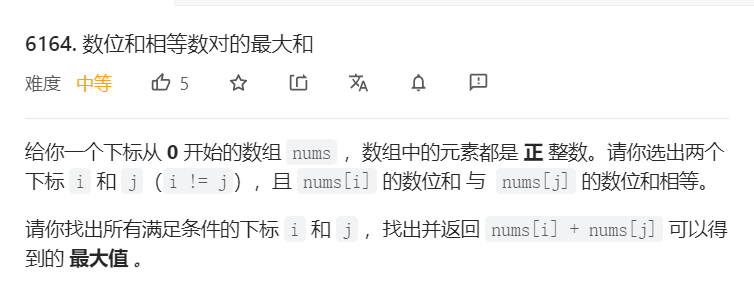 6164. 数位和相等数对的最大和
难度 中等 5
给你一个下标从 0 开始的数组 nums ，数组中的元素都是 正 整数。请你选出两个
下标 i 和 j （i != j），且 nums[i] 的数位和 与 nums[j] 的数位和相等。
请你找出所有满足条件的下标 i 和 j ，找出并返回 nums[i] + nums[j] 可以得
到的 最大值 。